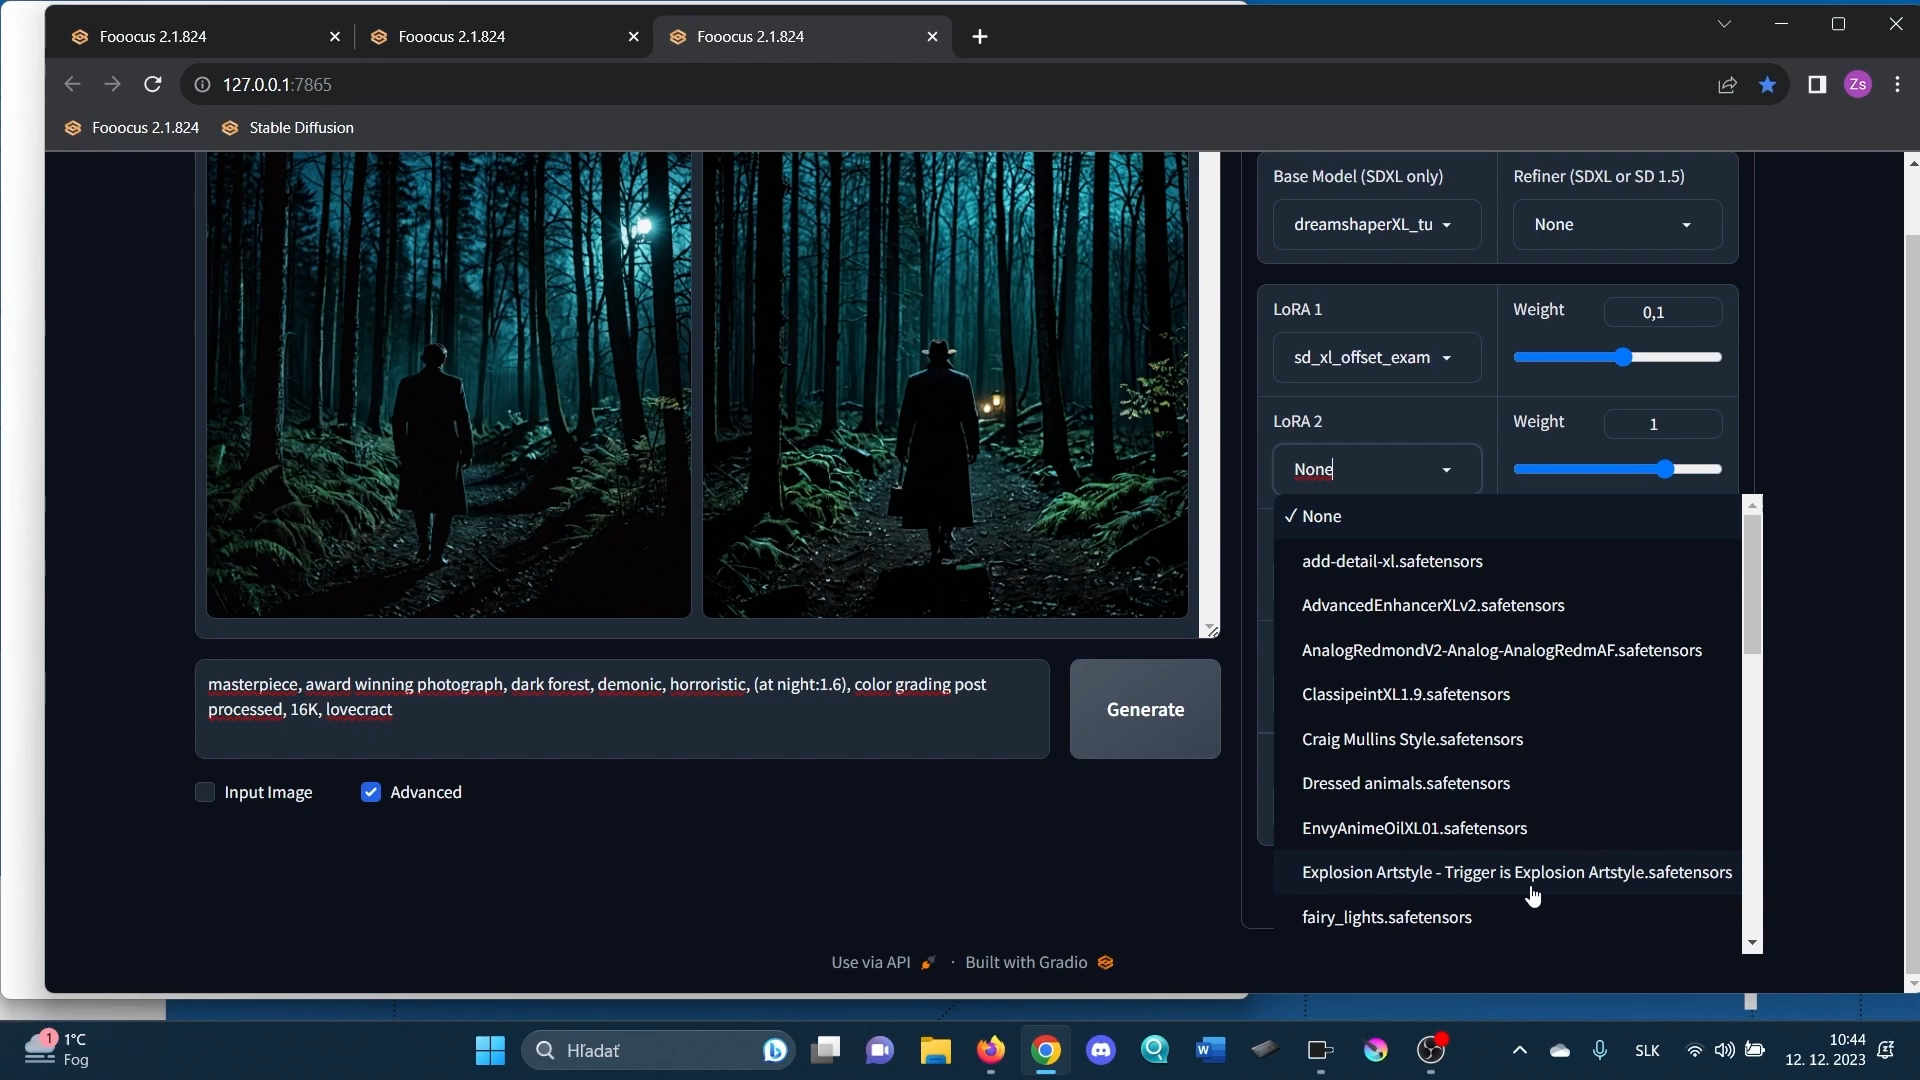 Fooocus 2.1.824
Fooocus 2.1.824
Fooocus 2.1.824
127.0.0.1:7865
Zs
Fooocus 2.1.824
Stable Diffusion
Base Model (SDXL only)
Refiner (SDXL or SD 1.5)
dreamshaperXL_tu
None
LoRA 1
Weight
0,1
sd_xl_offset_exam
LoRA 2
Weight
1
None
✓ None
add-detail-xl.safetensors
AdvancedEnhancerXLv2.safetensors
AnalogRedmondV2-Analog-AnalogRedmAF.safetensors
ClassipeintXL1.9.safetensors
Craig Mullins Style.safetensors
Dressed animals.safetensors
EnvyAnimeOilXL01.safetensors
Explosion Artstyle - Trigger is Explosion Artstyle.safetensors
fairy_lights.safetensors
masterpiece, award winning photograph, dark forest, demonic, horroristic, (at night:1.6), color grading post
processed, 16K, lovecract
Generate
Input Image
Advanced
Use via API
· Built with Gradio
1
1°C
Fog
Hľadať
W
SLK
10:44
12. 12. 2023